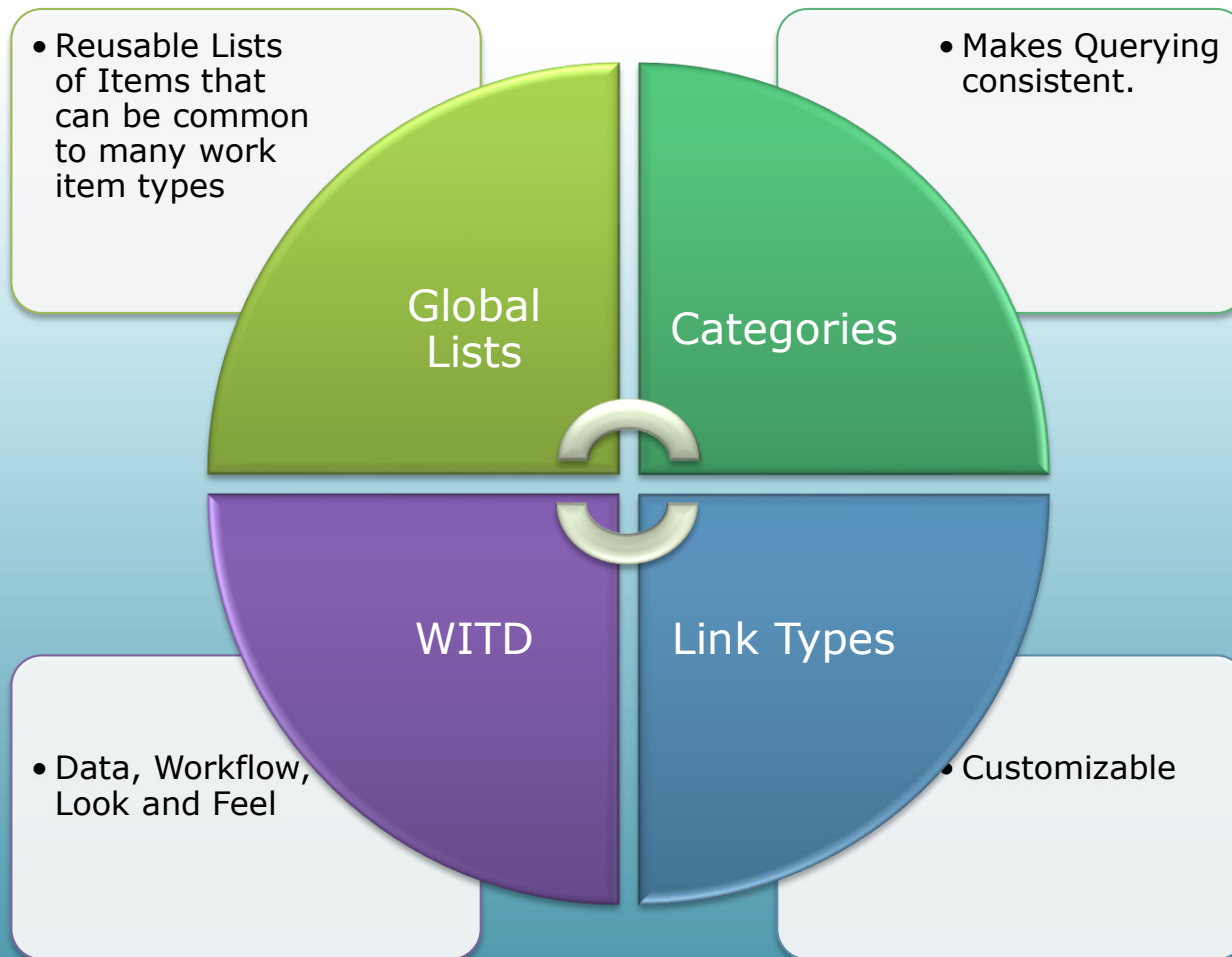 • Reusable Lists
of Items that
can be common
to many work
item types
• Makes Querying
consistent.
Global
Lists
Categories
WITD
Link Types
• Data, Workflow,
Look and Feel
• Customizable